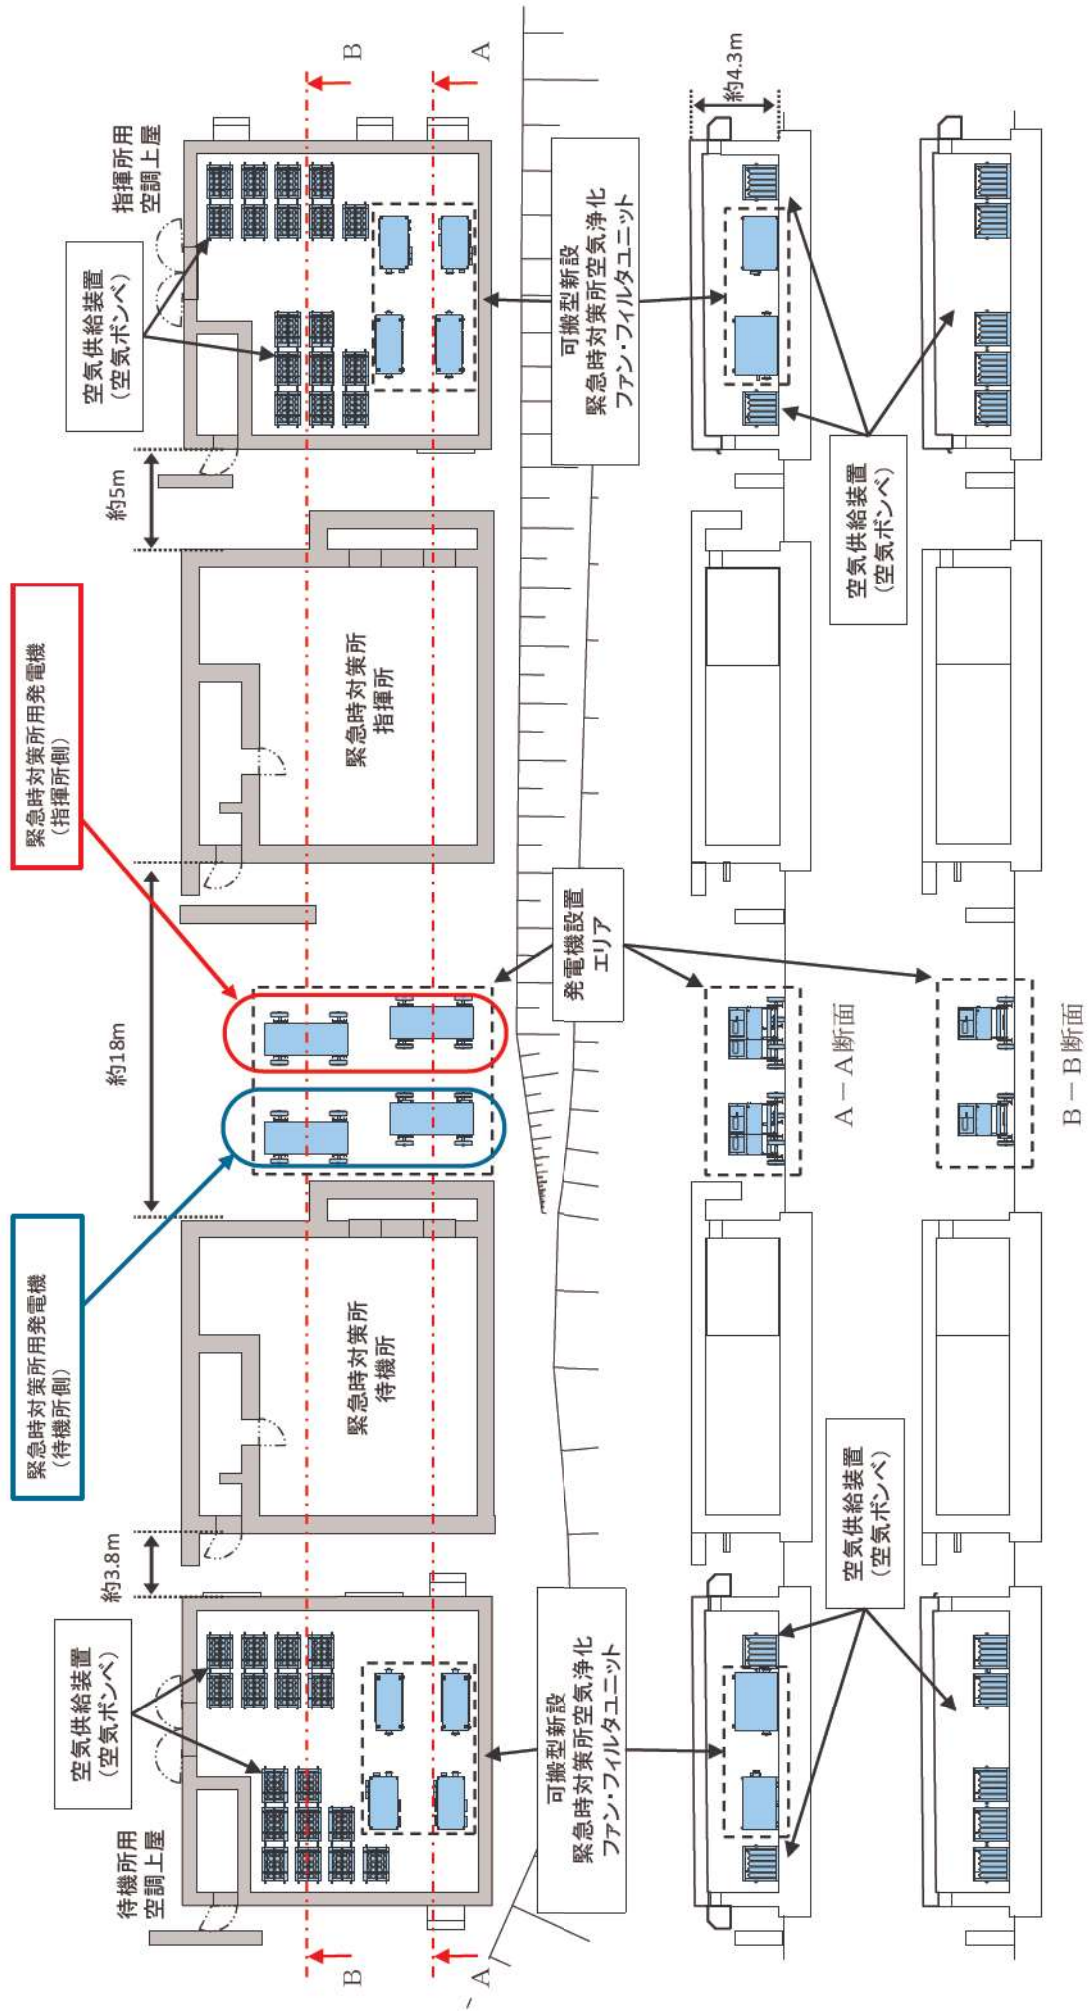 緊急時対策所用発電機
（待機所側）
緊急時対策所用発電機
（指揮所側）
待機所用
空調上屋
空気供給装置
（空気ボンベ）
約3.8m
約18m
約5m
空気供給装置
（空気ボンベ）
指揮所用
空調上屋
B
B
緊急時対策所
待機所
緊急時対策所
指揮所
A
A
可搬型新設
緊急時対策所空気浄化
ファン・フィルタユニット
発電機設置
エリア
可搬型新設
緊急時対策所空気浄化
ファン・フィルタユニット
約4.3m
A－A断面
空気供給装置
（空気ボンベ）
空気供給装置
（空気ボンベ）
B－B断面